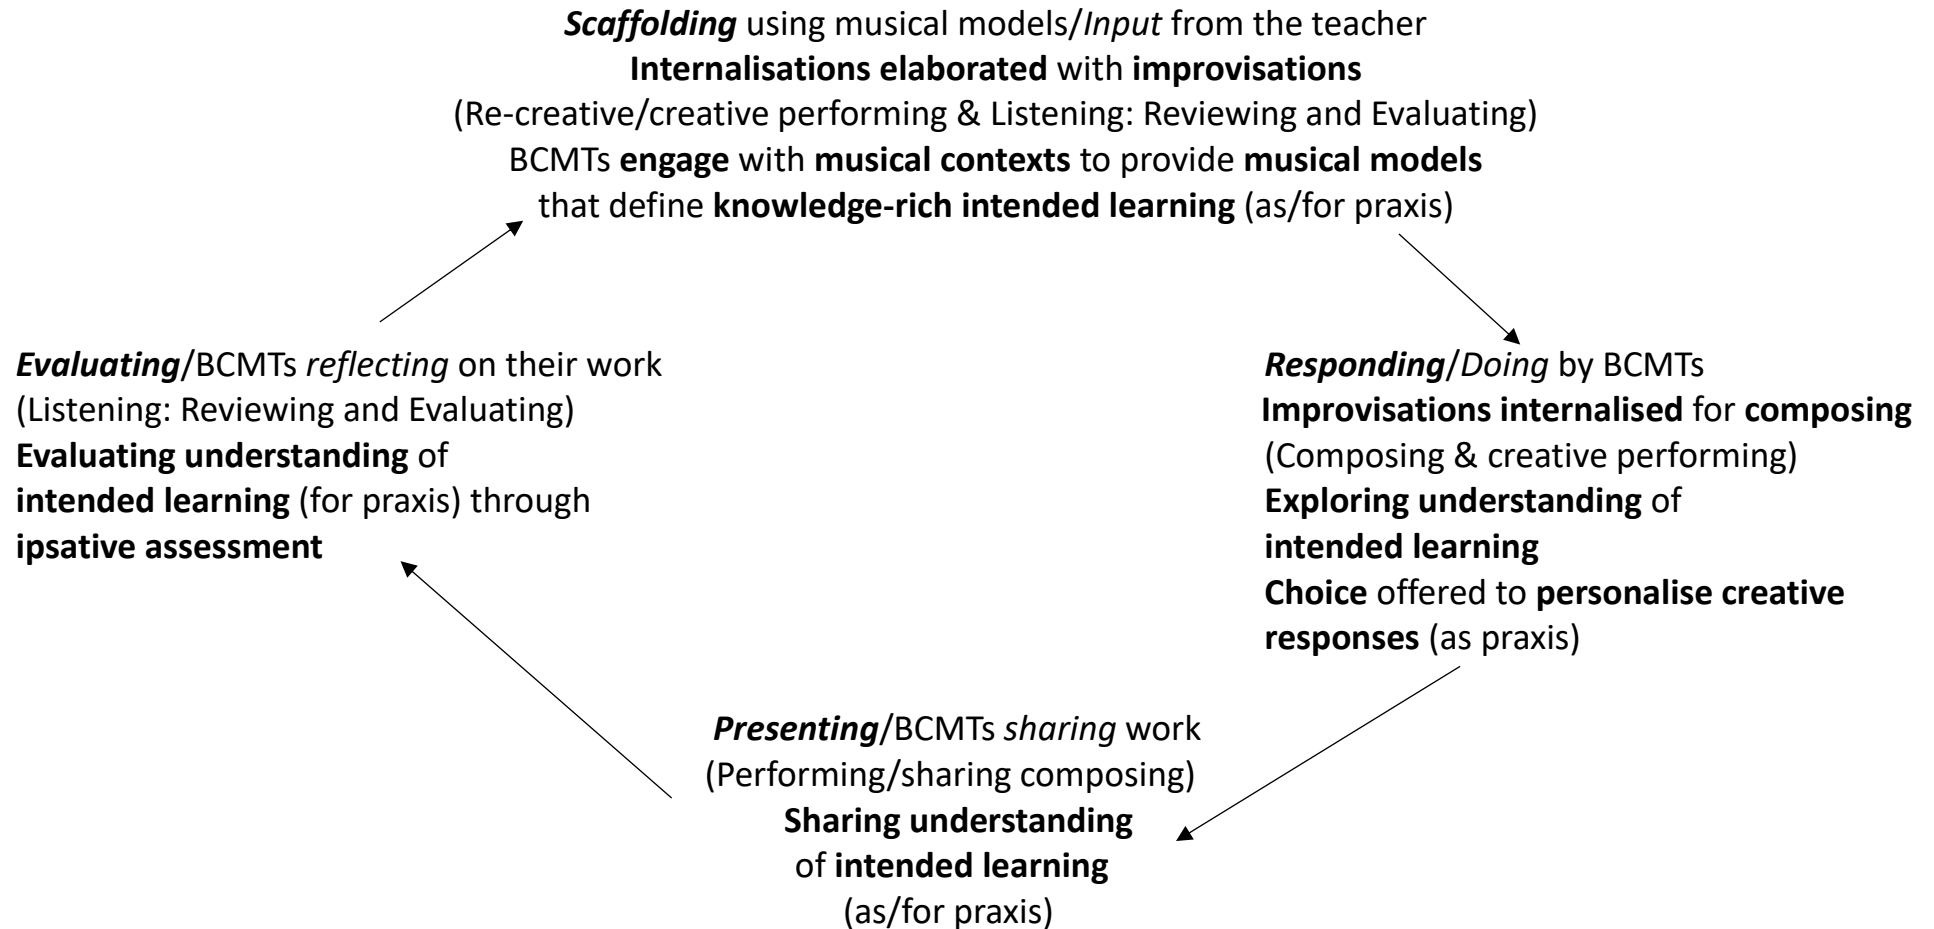 Scaffolding using musical models/Input from the teacher
Internalisations elaborated with improvisations
(Re-creative/creative performing & Listening: Reviewing and Evaluating)
BCMTs engage with musical contexts to provide musical models
that define knowledge-rich intended learning (as/for praxis)
Responding/Doing by BCMTs
Improvisations internalised for composing
(Composing & creative performing)
Exploring understanding of
intended learning
Choice offered to personalise creative
responses (as praxis)
Presenting/BCMTs sharing work
(Performing/sharing composing)
Sharing understanding
of intended learning
(as/for praxis)
Evaluating/BCMTs reflecting on their work
(Listening: Reviewing and Evaluating)
Evaluating understanding of
intended learning (for praxis) through
ipsative assessment